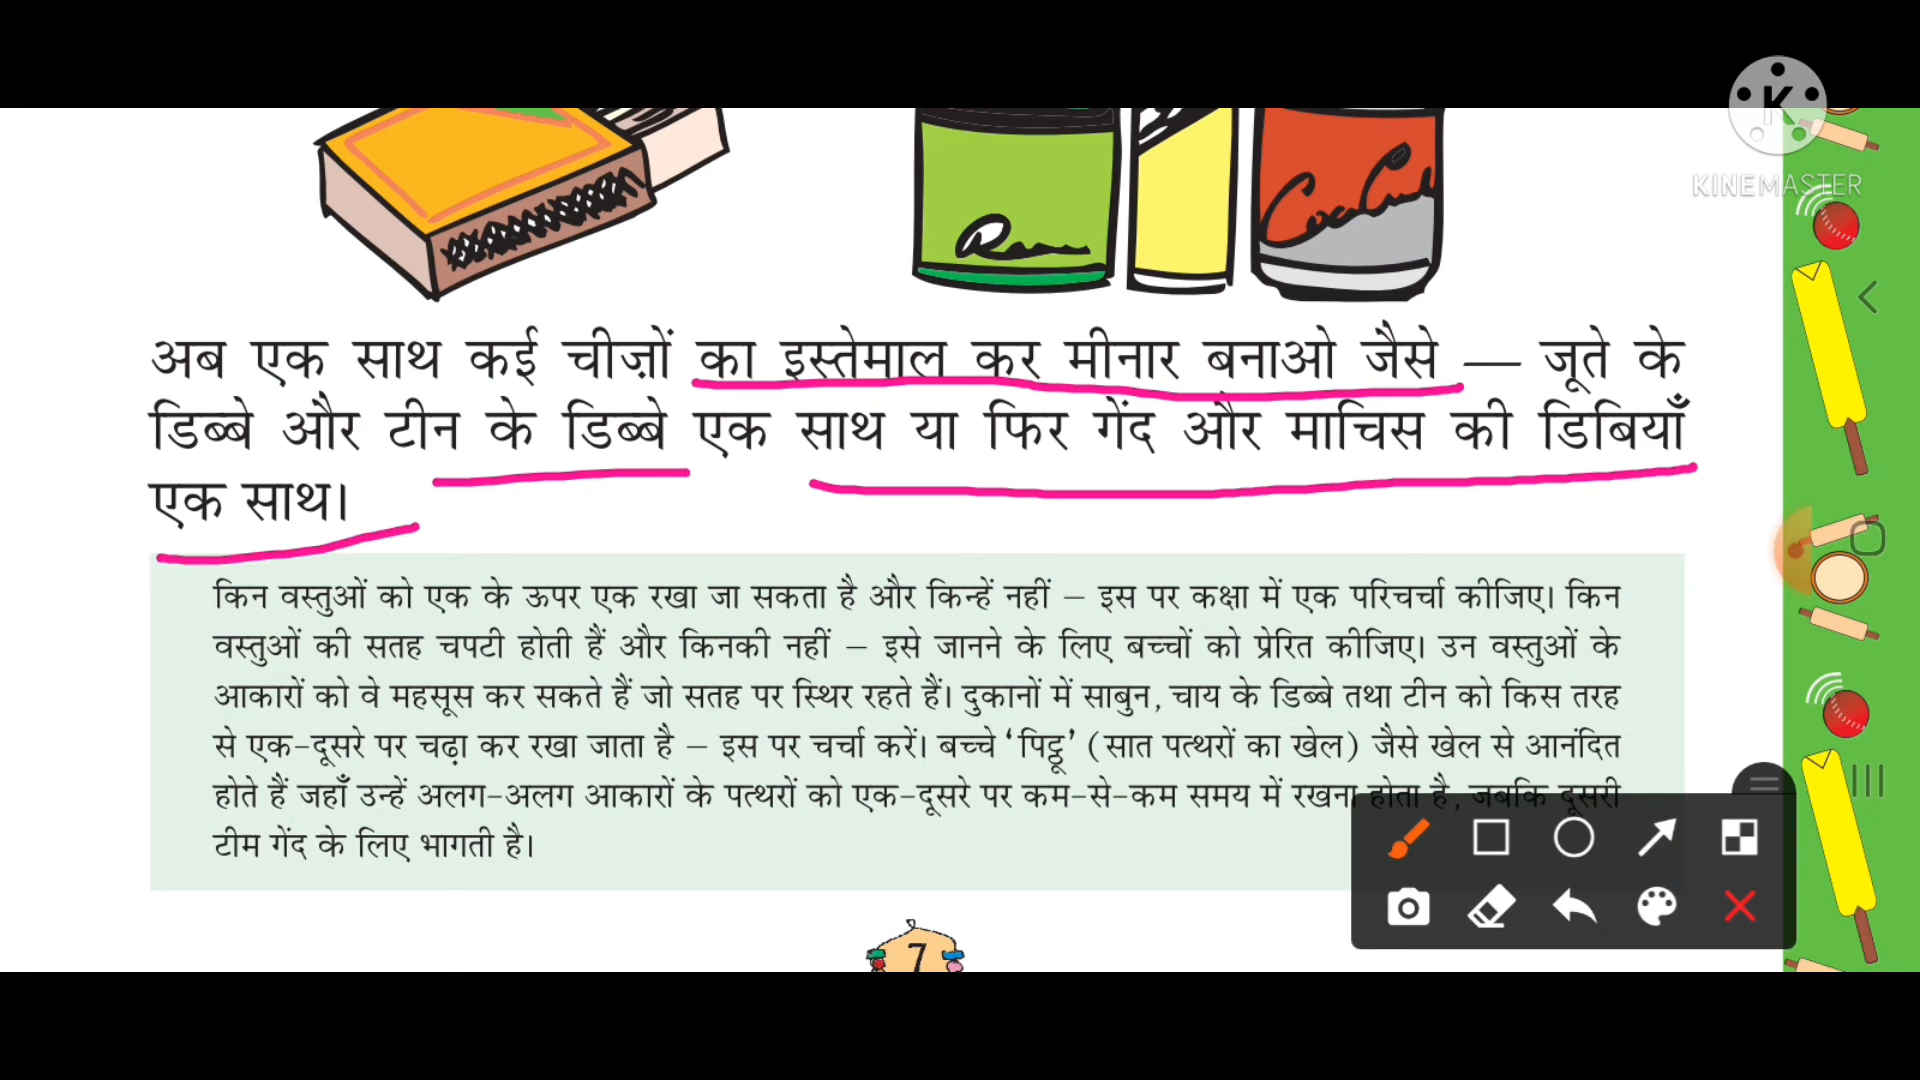 KINEMASTER
अब एक साथ कई चीज़ों का इस्तेमाल कर मीनार बनाओ जैसे — जूते के
डिब्बे और टीन के डिब्बे एक साथ या फिर गेंद और माचिस की डिबियाँ
एक साथ।
किन वस्तुओं को एक के ऊपर एक रखा जा सकता है और किन्हें नहीं – इस पर कक्षा में एक परिचर्चा कीजिए। किन
वस्तुओं की सतह चपटी होती हैं और किनकी नहीं – इसे जानने के लिए बच्चों को प्रेरित कीजिए। उन वस्तुओं के
आकारों को वे महसूस कर सकते हैं जो सतह पर स्थिर रहते हैं। दुकानों में साबुन, चाय के डिब्बे तथा टीन को किस तरह
से एक-दूसरे पर चढ़ा कर रखा जाता है – इस पर चर्चा करें। बच्चे ‘पिट्ठू’ (सात पत्थरों का खेल) जैसे खेल से आनंदित
होते हैं जहाँ उन्हें अलग-अलग आकारों के पत्थरों को एक-दूसरे पर कम-से-कम समय में रखना होता है, जबकि दूसरी
टीम गेंद के लिए भागती है।
7